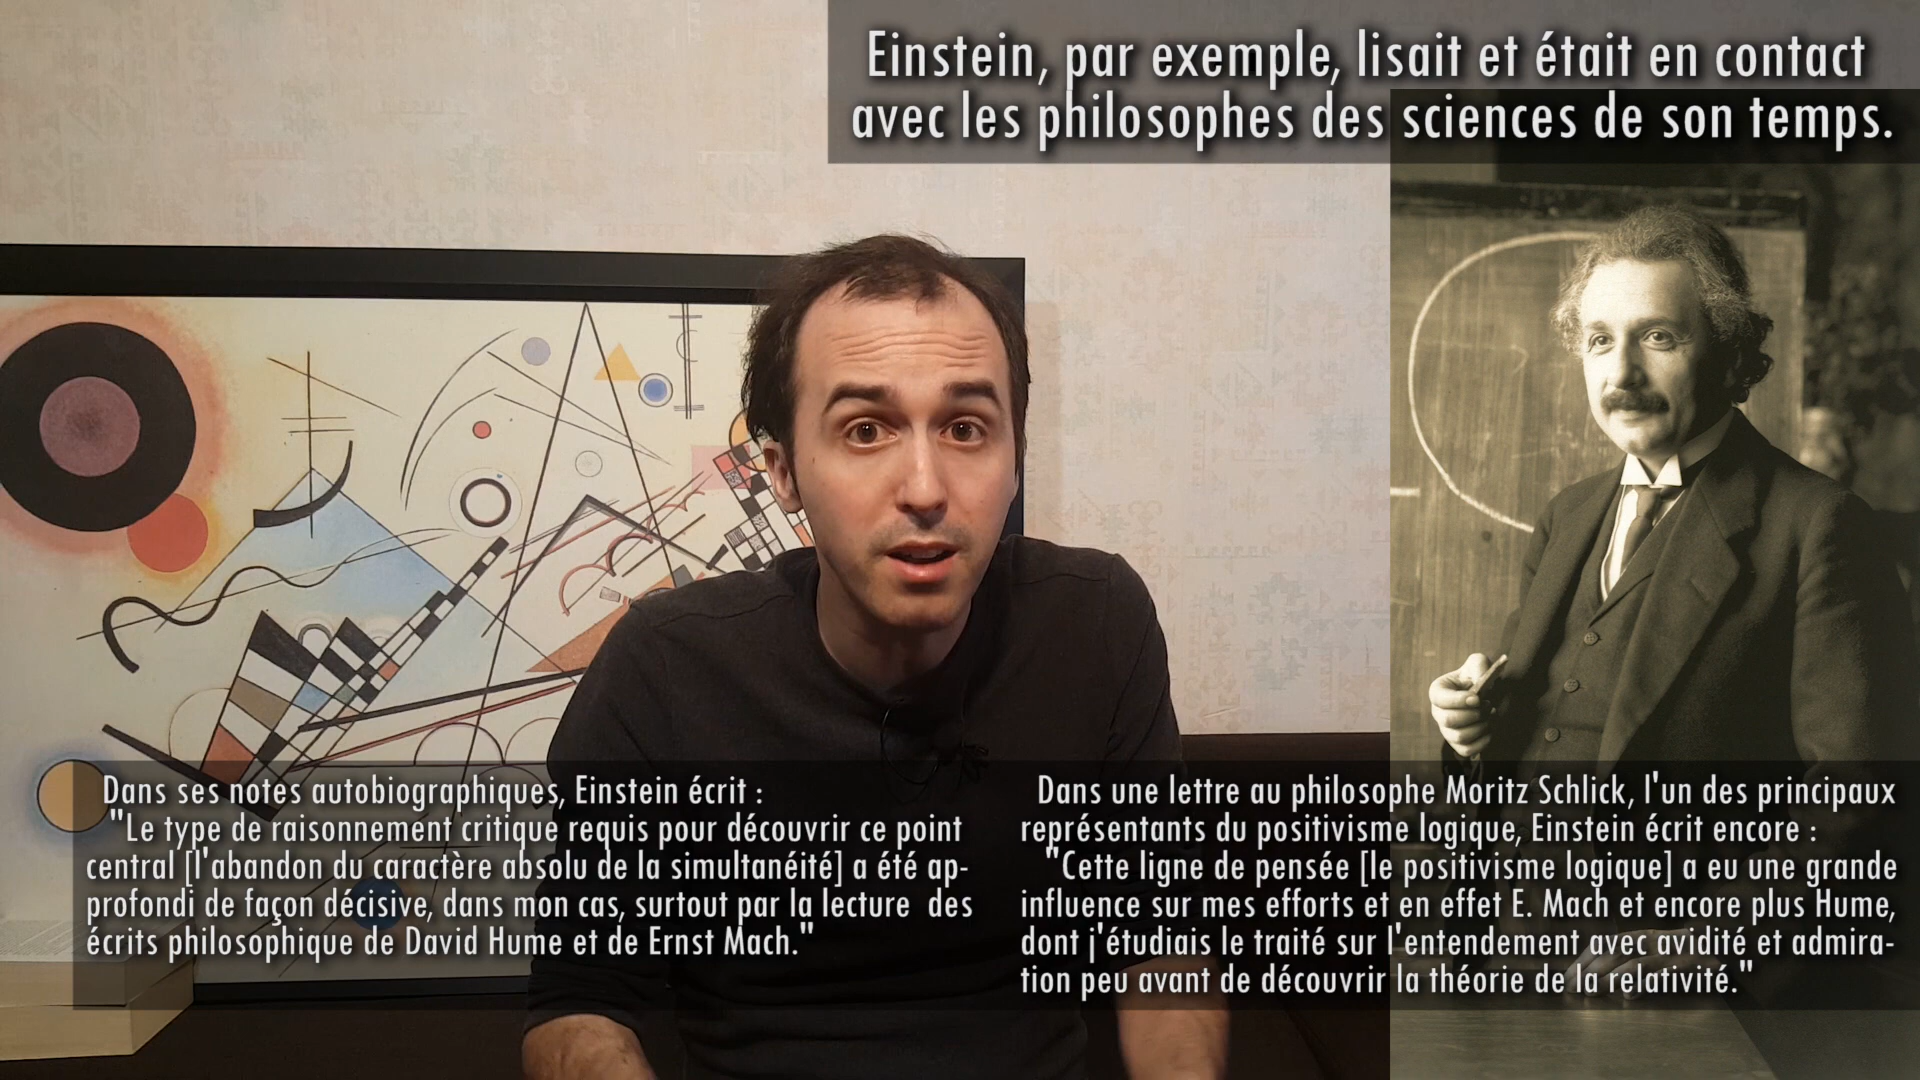 Einstein, par exemple, lisait et était en contact
avec les philosophes des sciences de son temps.
Dans ses notes autobiographiques, Einstein écrit :
"Le type de raisonnement critique requis pour découvrir ce point
central [l'abandon du caractère absolu de la simultanéité] a été ap-
profondi de façon décisive, dans mon cas, surtout par la lecture des
écrits philosophique de David Hume et de Ernst Mach."
Dans une lettre au philosophe Moritz Schlick, l'un des principaux
représentants du positivisme logique, Einstein écrit encore :
"Cette ligne de pensée [le positivisme logique] a eu une grande
influence sur mes efforts et en effet E. Mach et encore plus Hume,
dont j'étudiais le traité sur l'entendement avec avidité et admira-
tion peu avant de découvrir la théorie de la relativité."